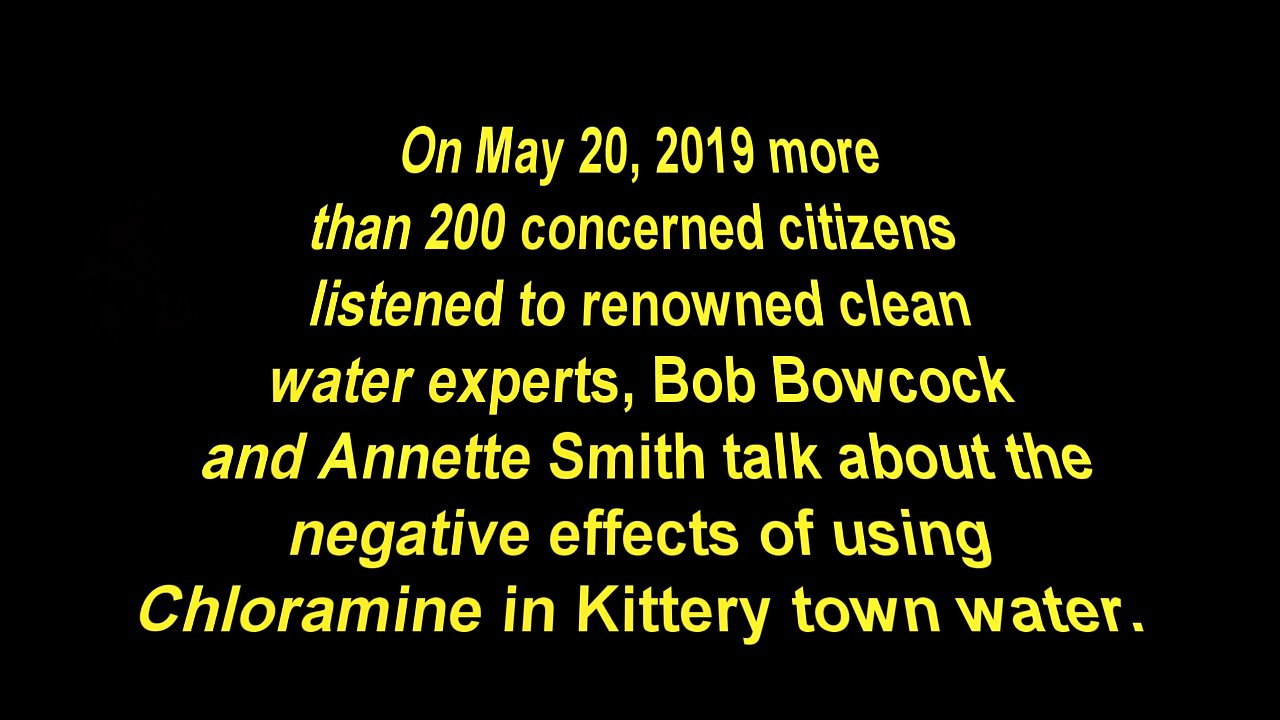 On May 20, 2019 more
than 200 concerned citizens
listened to renowned clean
water experts, Bob Bowcock
and Annette Smith talk about the
negative effects of using
Chloramine in Kittery town water.